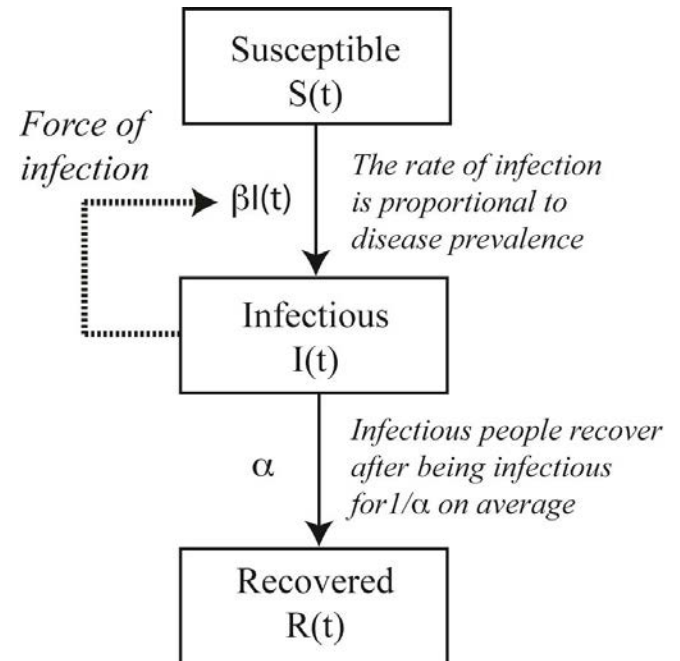 Susceptible
S(t)
Force of
infection
βI(t)
The rate of infection
is proportional to
disease prevalence
Infectious
I(t)
α
Infectious people recover
after being infectious
for1/α on average
Recovered
R(t)